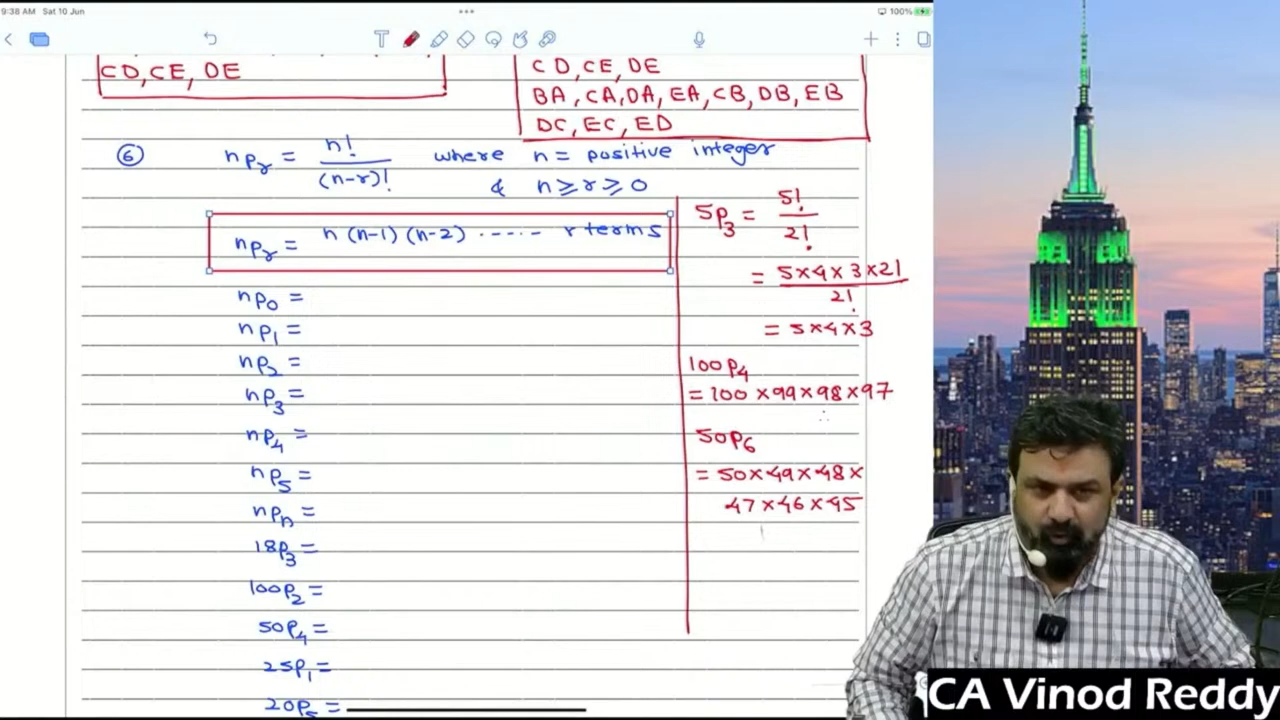 9:38 AM Sat 10 Jun
100%
CD, CE, DE
CD, CE, DE
BA, CA, DA, EA, CB, DB, EB
DC, EC, ED
⑥ nPr = n! / (n-r)! where n = positive integer
& n ≥ r ≥ 0
nPr = n (n-1) (n-2) ------ r terms
nP0 =
nP1 =
nP2 =
nP3 =
nP4 =
nP5 =
nPn =
18P3 =
100P2 =
50P4 =
25P1 =
20P5 =
5P3 = 5! / 2!
= 5×4×3×2! / 2!
= 5×4×3
100P4
= 100×99×98×97
50P6
= 50×49×48×
47×46×45
CA Vinod Reddy